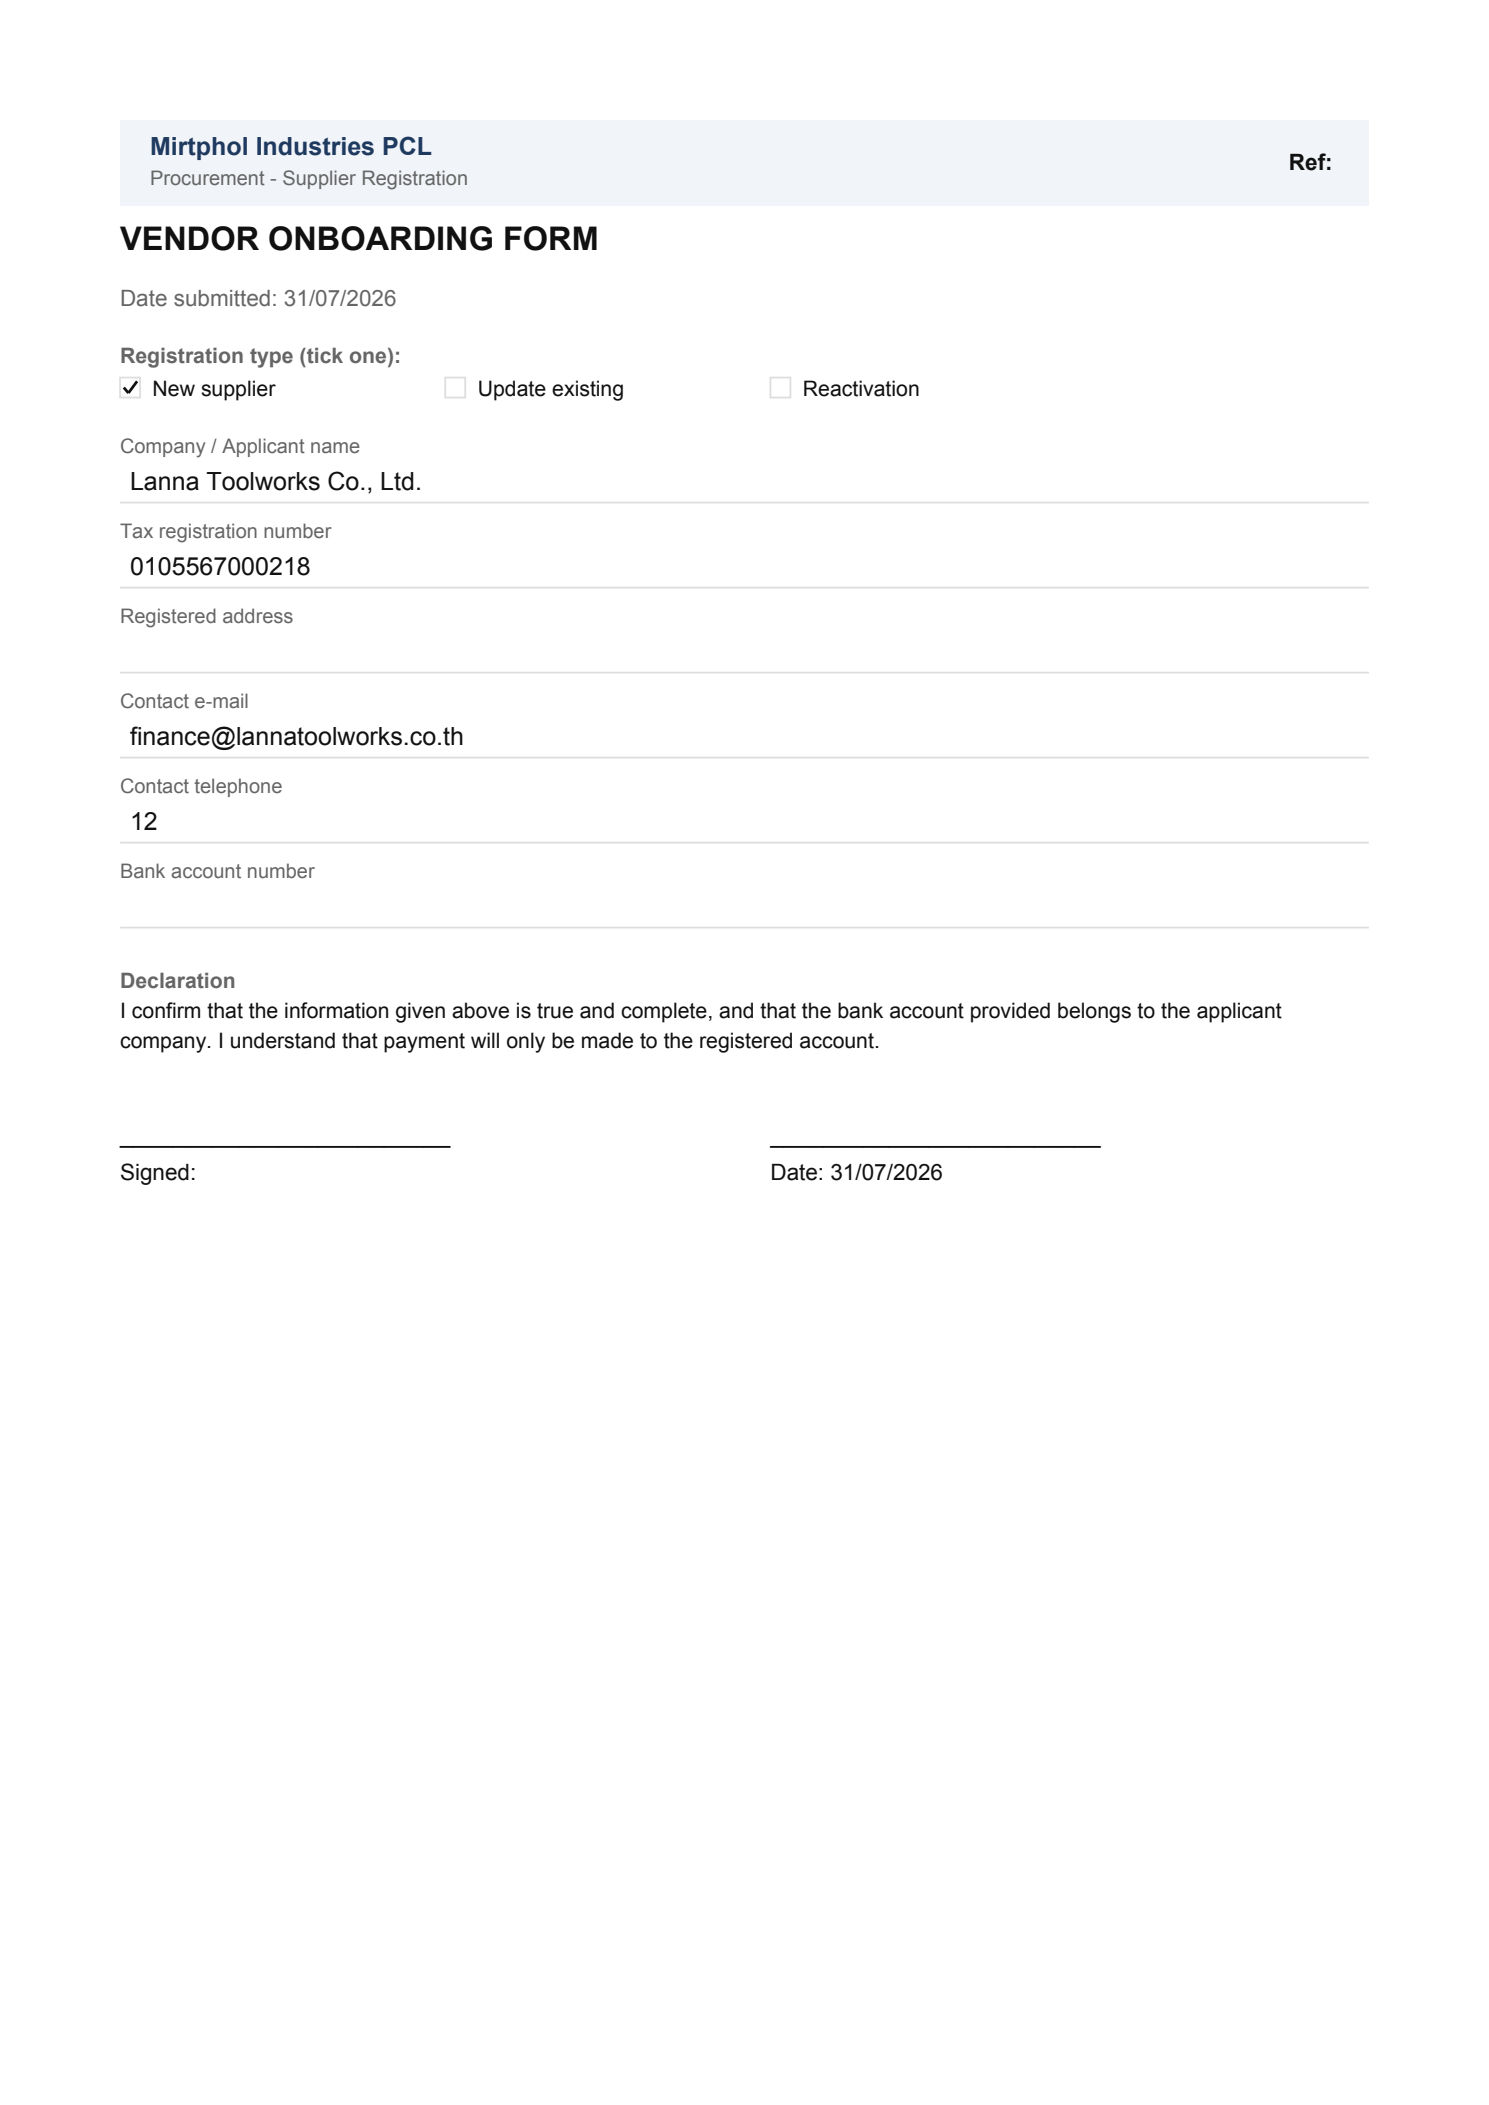 Mirtphol Industries PCL
Procurement - Supplier Registration
Ref:
VENDOR ONBOARDING FORM
Date submitted: 31/07/2026
Registration type (tick one):
New supplier Update existing Reactivation
Company / Applicant name
Lanna Toolworks Co., Ltd.
Tax registration number
0105567000218
Registered address
Contact e-mail
finance@lannatoolworks.co.th
Contact telephone
12
Bank account number
Declaration
I confirm that the information given above is true and complete, and that the bank account provided belongs to the applicant
company. I understand that payment will only be made to the registered account.
Signed: Date: 31/07/2026